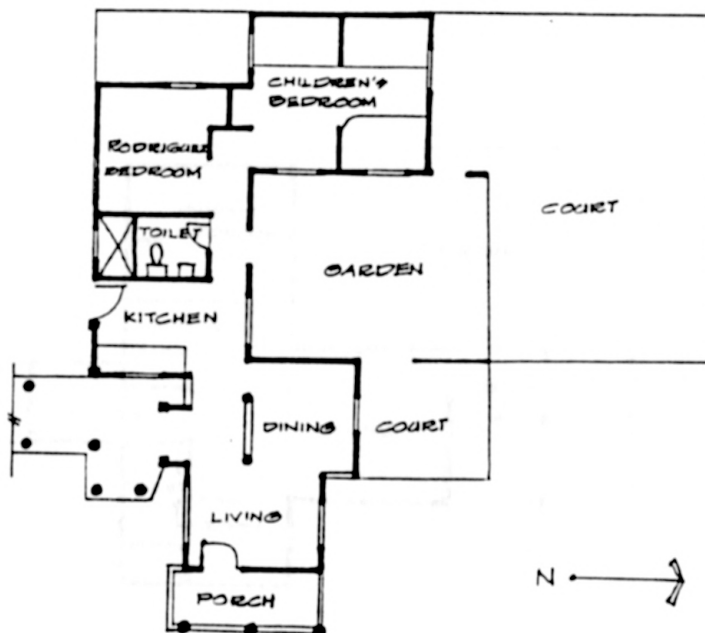 CHILDREN'S
BEDROOM
RODRIGUEZ
BEDROOM
COURT
TOILET
GARDEN
KITCHEN
DINING
COURT
LIVING
N
PORCH